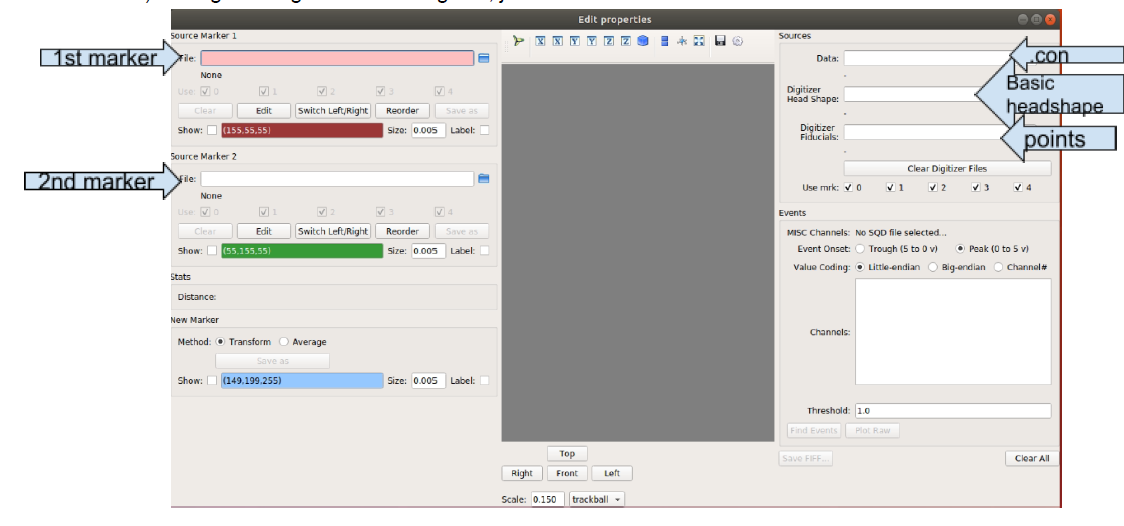 Edit properties
Source Marker 1
File:
None
Use: 0 1 2 3 4
Clear Edit Switch Left/Right Reorder Save as
Show: (155,55,55) Size: 0.005 Label:
Source Marker 2
File:
None
Use: 0 1 2 3 4
Clear Edit Switch Left/Right Reorder Save as
Show: (55,155,55) Size: 0.005 Label:
Stats
Distance:
New Marker
Method: Transform Average
Save as
Show: (149,199,255) Size: 0.005 Label:
1st marker
2nd marker
X X Y Y Z Z
Top
Right Front Left
Scale: 0.150 trackball
Sources
Data:
-
Digitizer
Head Shape:
-
Digitizer
Fiducials:
-
Clear Digitizer Files
Use mrk: 0 1 2 3 4
Events
MISC Channels: No SQD file selected...
Event Onset: Trough (5 to 0 v) Peak (0 to 5 v)
Value Coding: Little-endian Big-endian Channel#
Channels:
Threshold: 1.0
Find Events Plot Raw
Save FIFF... Clear All
.con
Basic
headshape
points